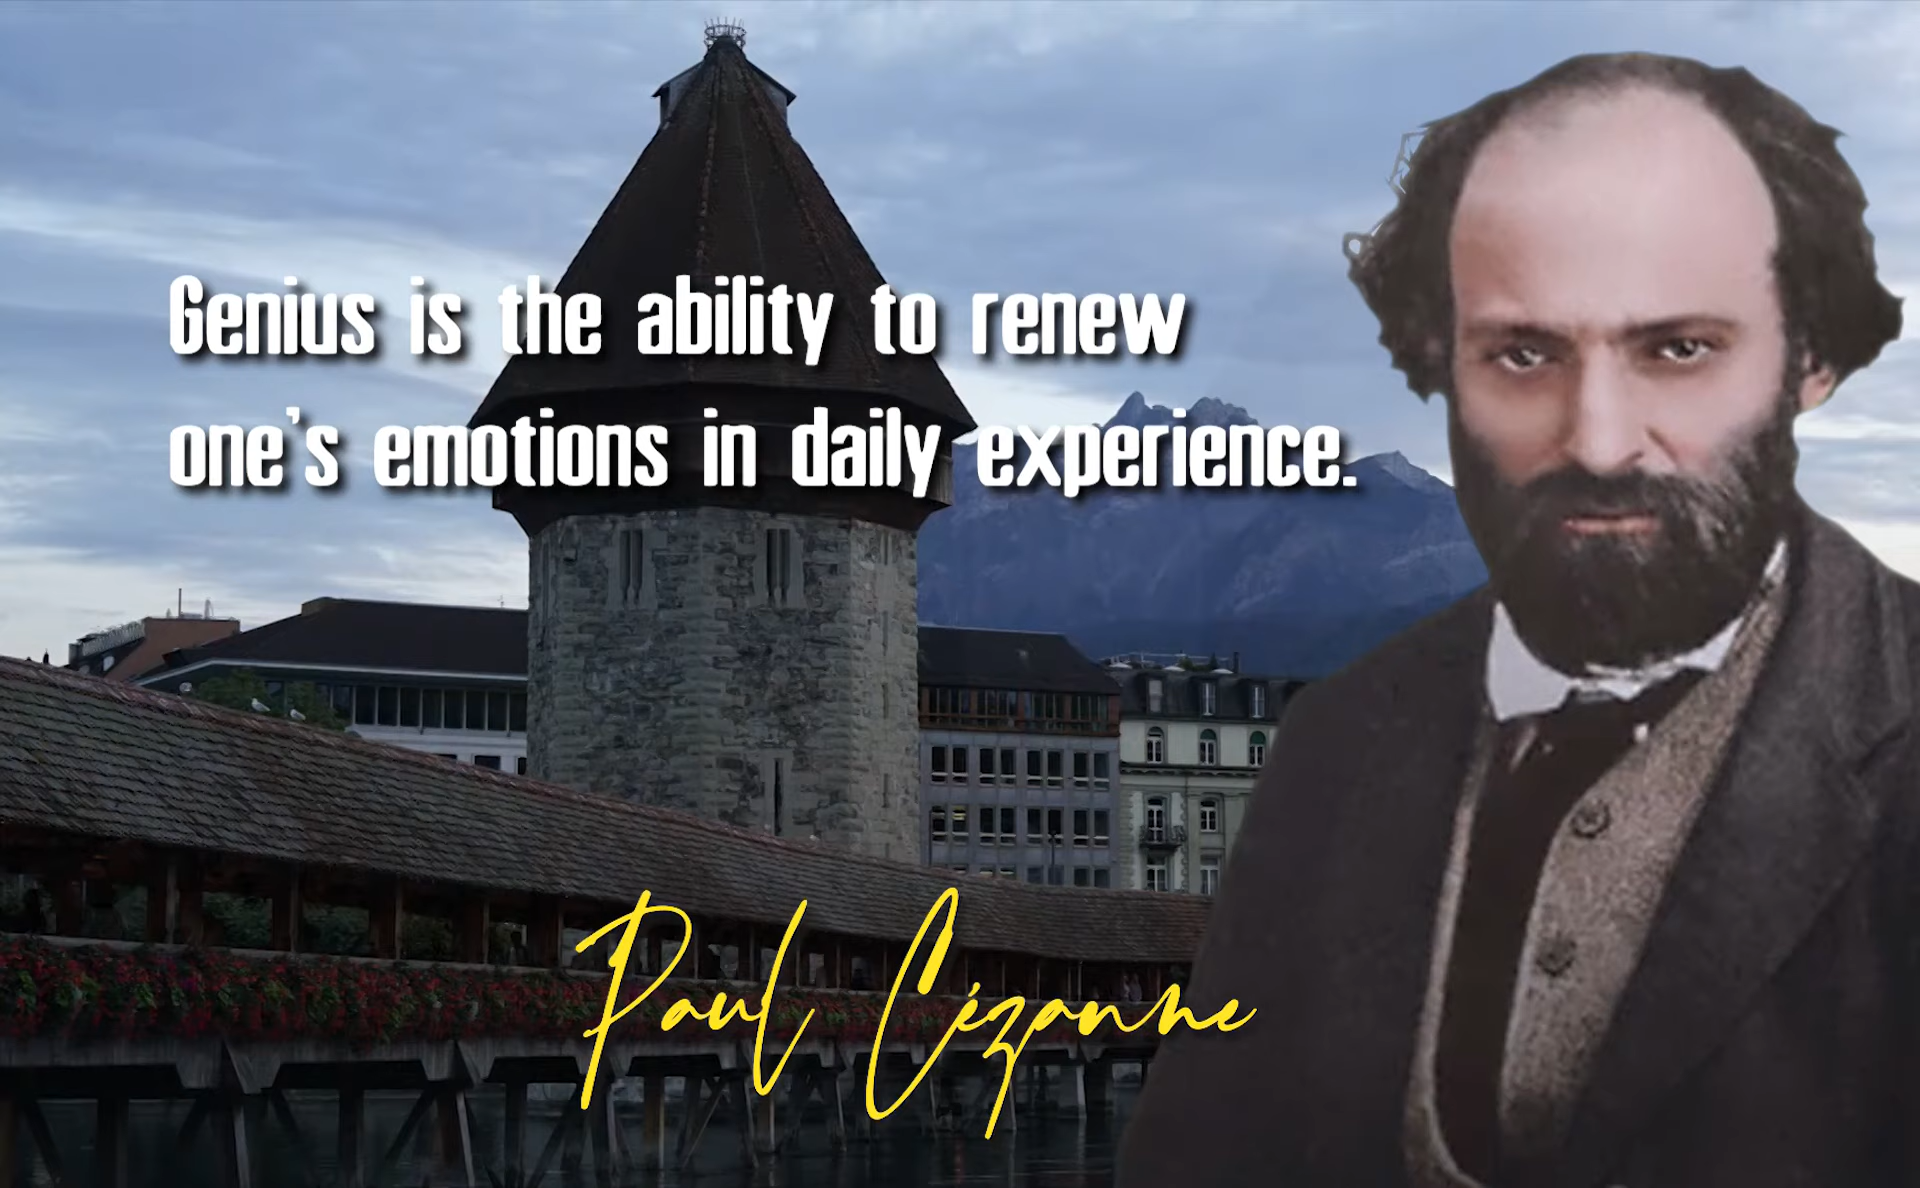 Genius is the ability to renew
one's emotions in daily experience.
Paul Cézanne